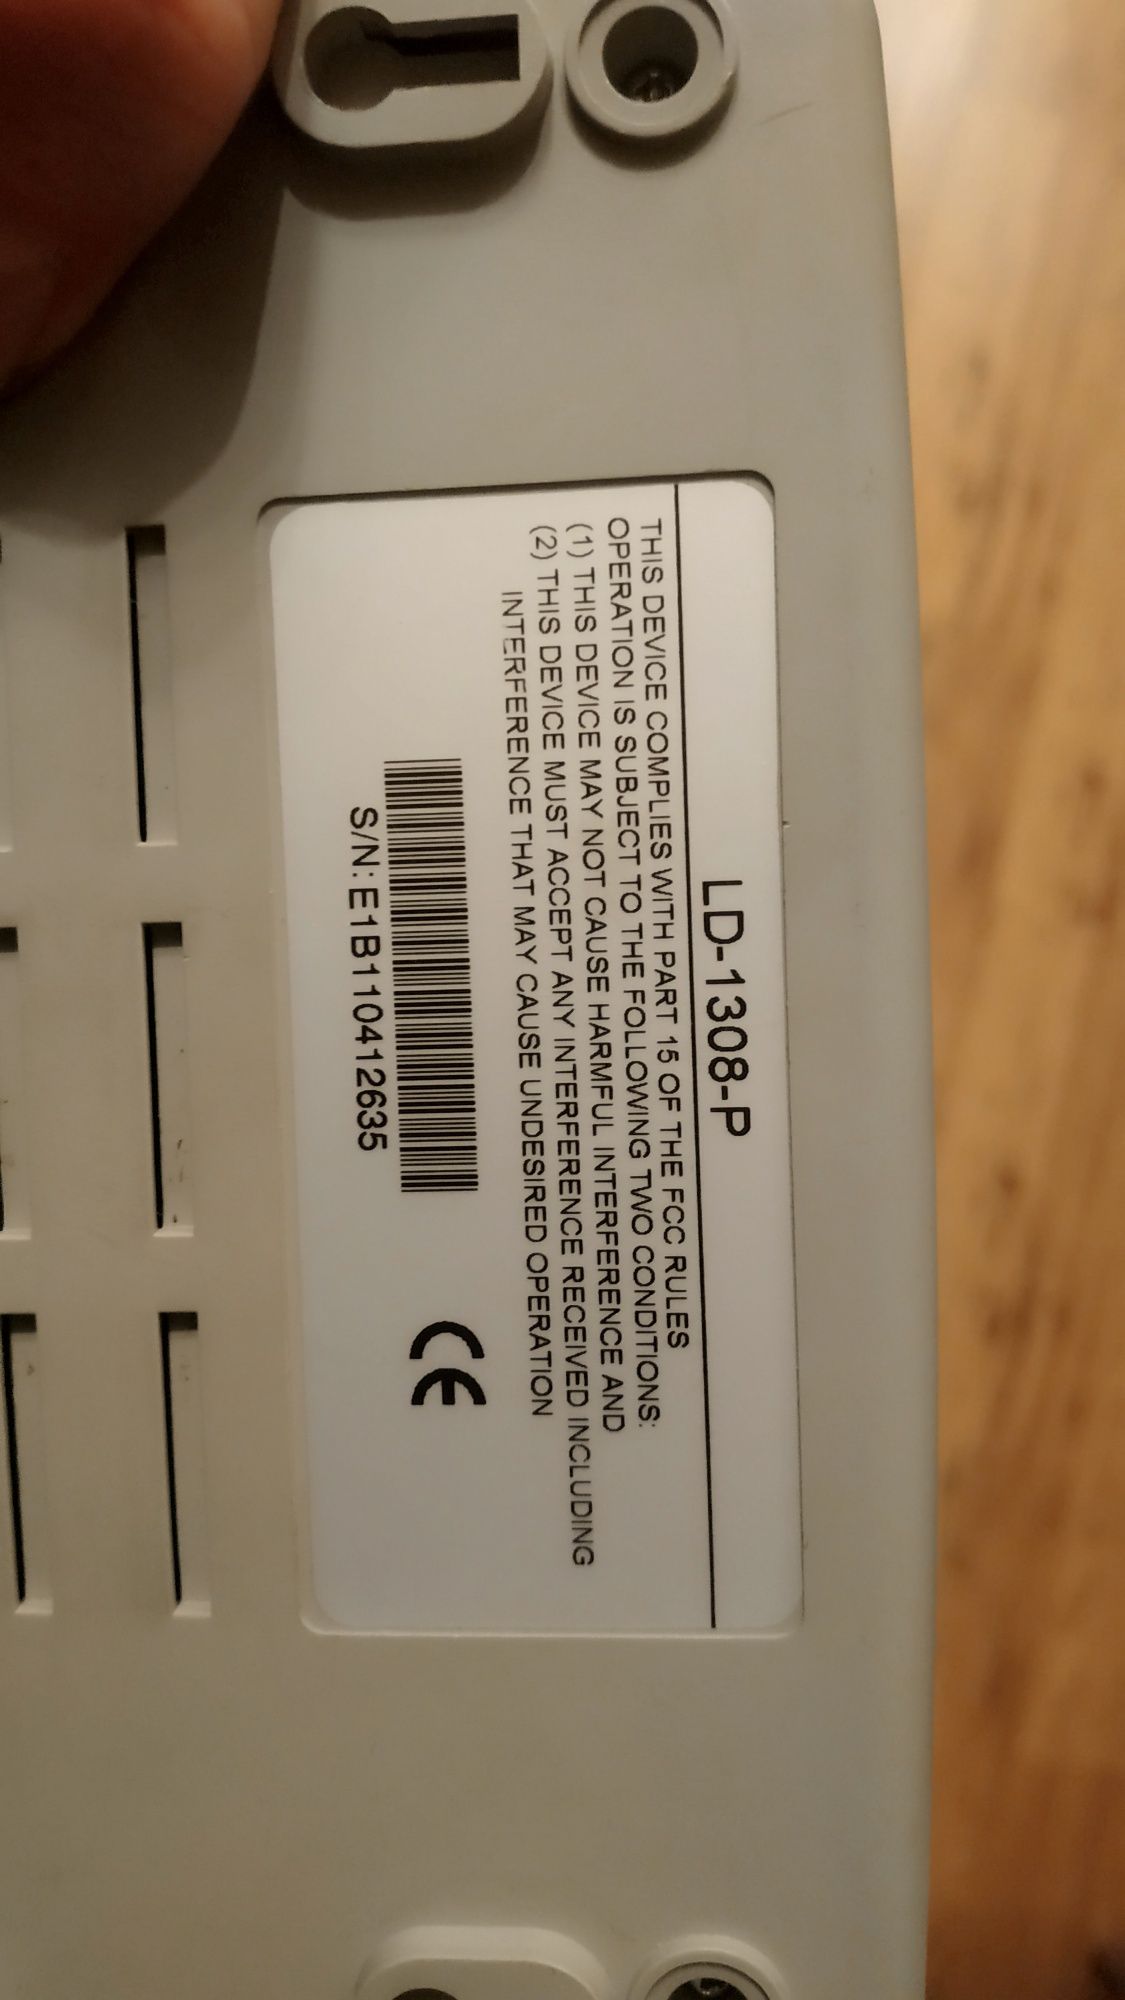 LD-1308-P
THIS DEVICE COMPLIES WITH PART 15 OF THE FCC RULES
OPERATION IS SUBJECT TO THE FOLLOWING TWO CONDITIONS:
(1) THIS DEVICE MAY NOT CAUSE HARMFUL INTERFERENCE AND
(2) THIS DEVICE MUST ACCEPT ANY INTERFERENCE RECEIVED INCLUDING
INTERFERENCE THAT MAY CAUSE UNDESIRED OPERATION
CE
S/N: E1B110412635